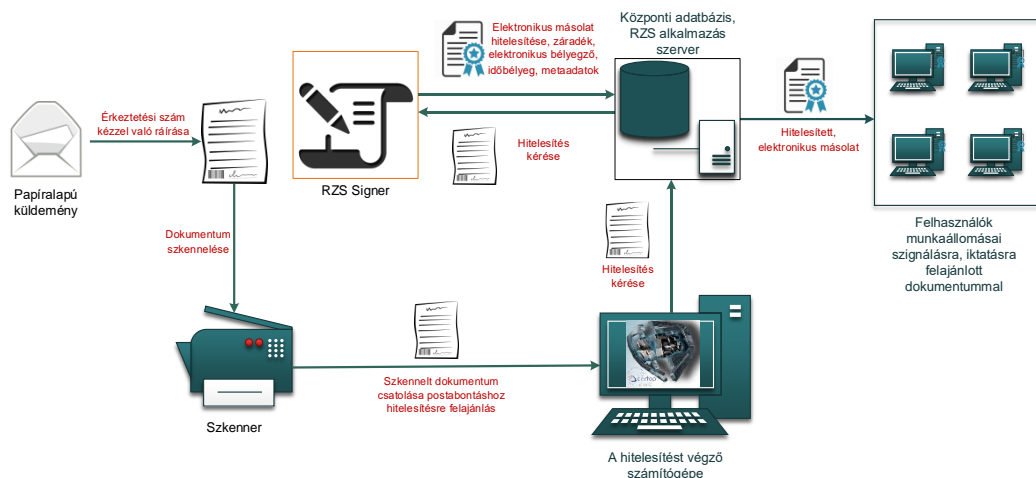 Papíralapú
küldemény
Érkeztetési szám
kézzel való ráírása
RZS Signer
Elektronikus másolat
hitelesítése, záradék,
elektronikus bélyegző,
időbélyeg, metaadatok
Hitelesítés
kérése
Központi adatbázis,
RZS alkalmazás
szerver
Hitelesített,
elektronikus másolat
Felhasználók
munkaállomásai
szignálásra, iktatásra
felajánlott
dokumentummal
Dokumentum
szkennelése
Szkenner
Szkennelt dokumentum
csatolása postabontáshoz
hitelesítésre felajánlás
Hitelesítés
kérése
A hitelesítést végző
számítógépe